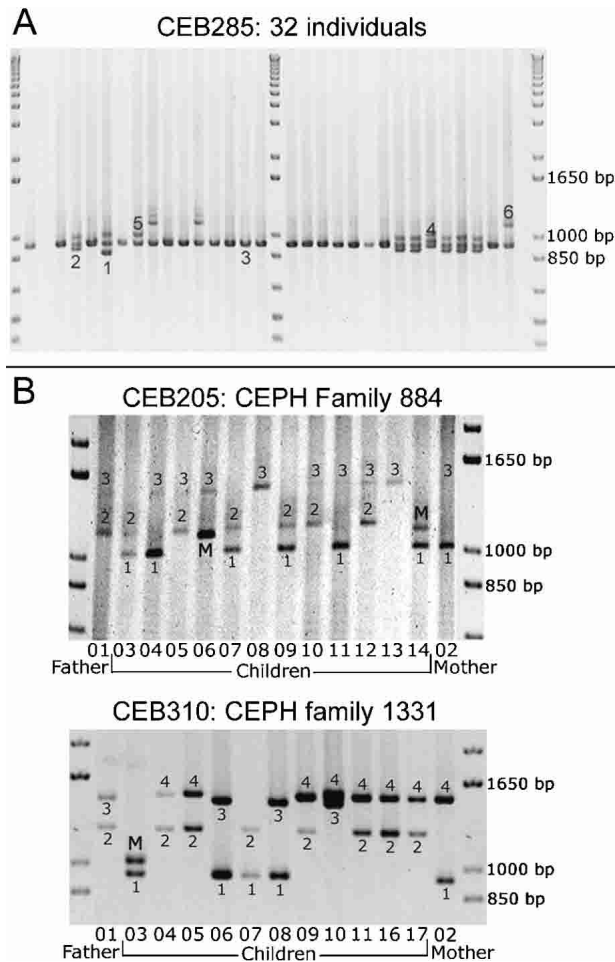 A
CEB285: 32 individuals
1650 bp
6
5
4
1000 bp
2
1
3
850 bp
B
CEB205: CEPH Family 884
1650 bp
3 3 3 3 3 3 3 3 3
2 2 2 2 2 2 2 M
1000 bp
1 1 M 1 1 1 1 1
850 bp
01 03 04 05 06 07 08 09 10 11 12 13 14 02
Father Children Mother
CEB310: CEPH family 1331
4 4 4 4 4 4 4 4
1650 bp
3 3 3 3
2 2 2 2 2 2 2 2
M
1000 bp
1 1 1 1 1
850 bp
01 03 04 05 06 07 08 09 10 11 16 17 02
Father Children Mother